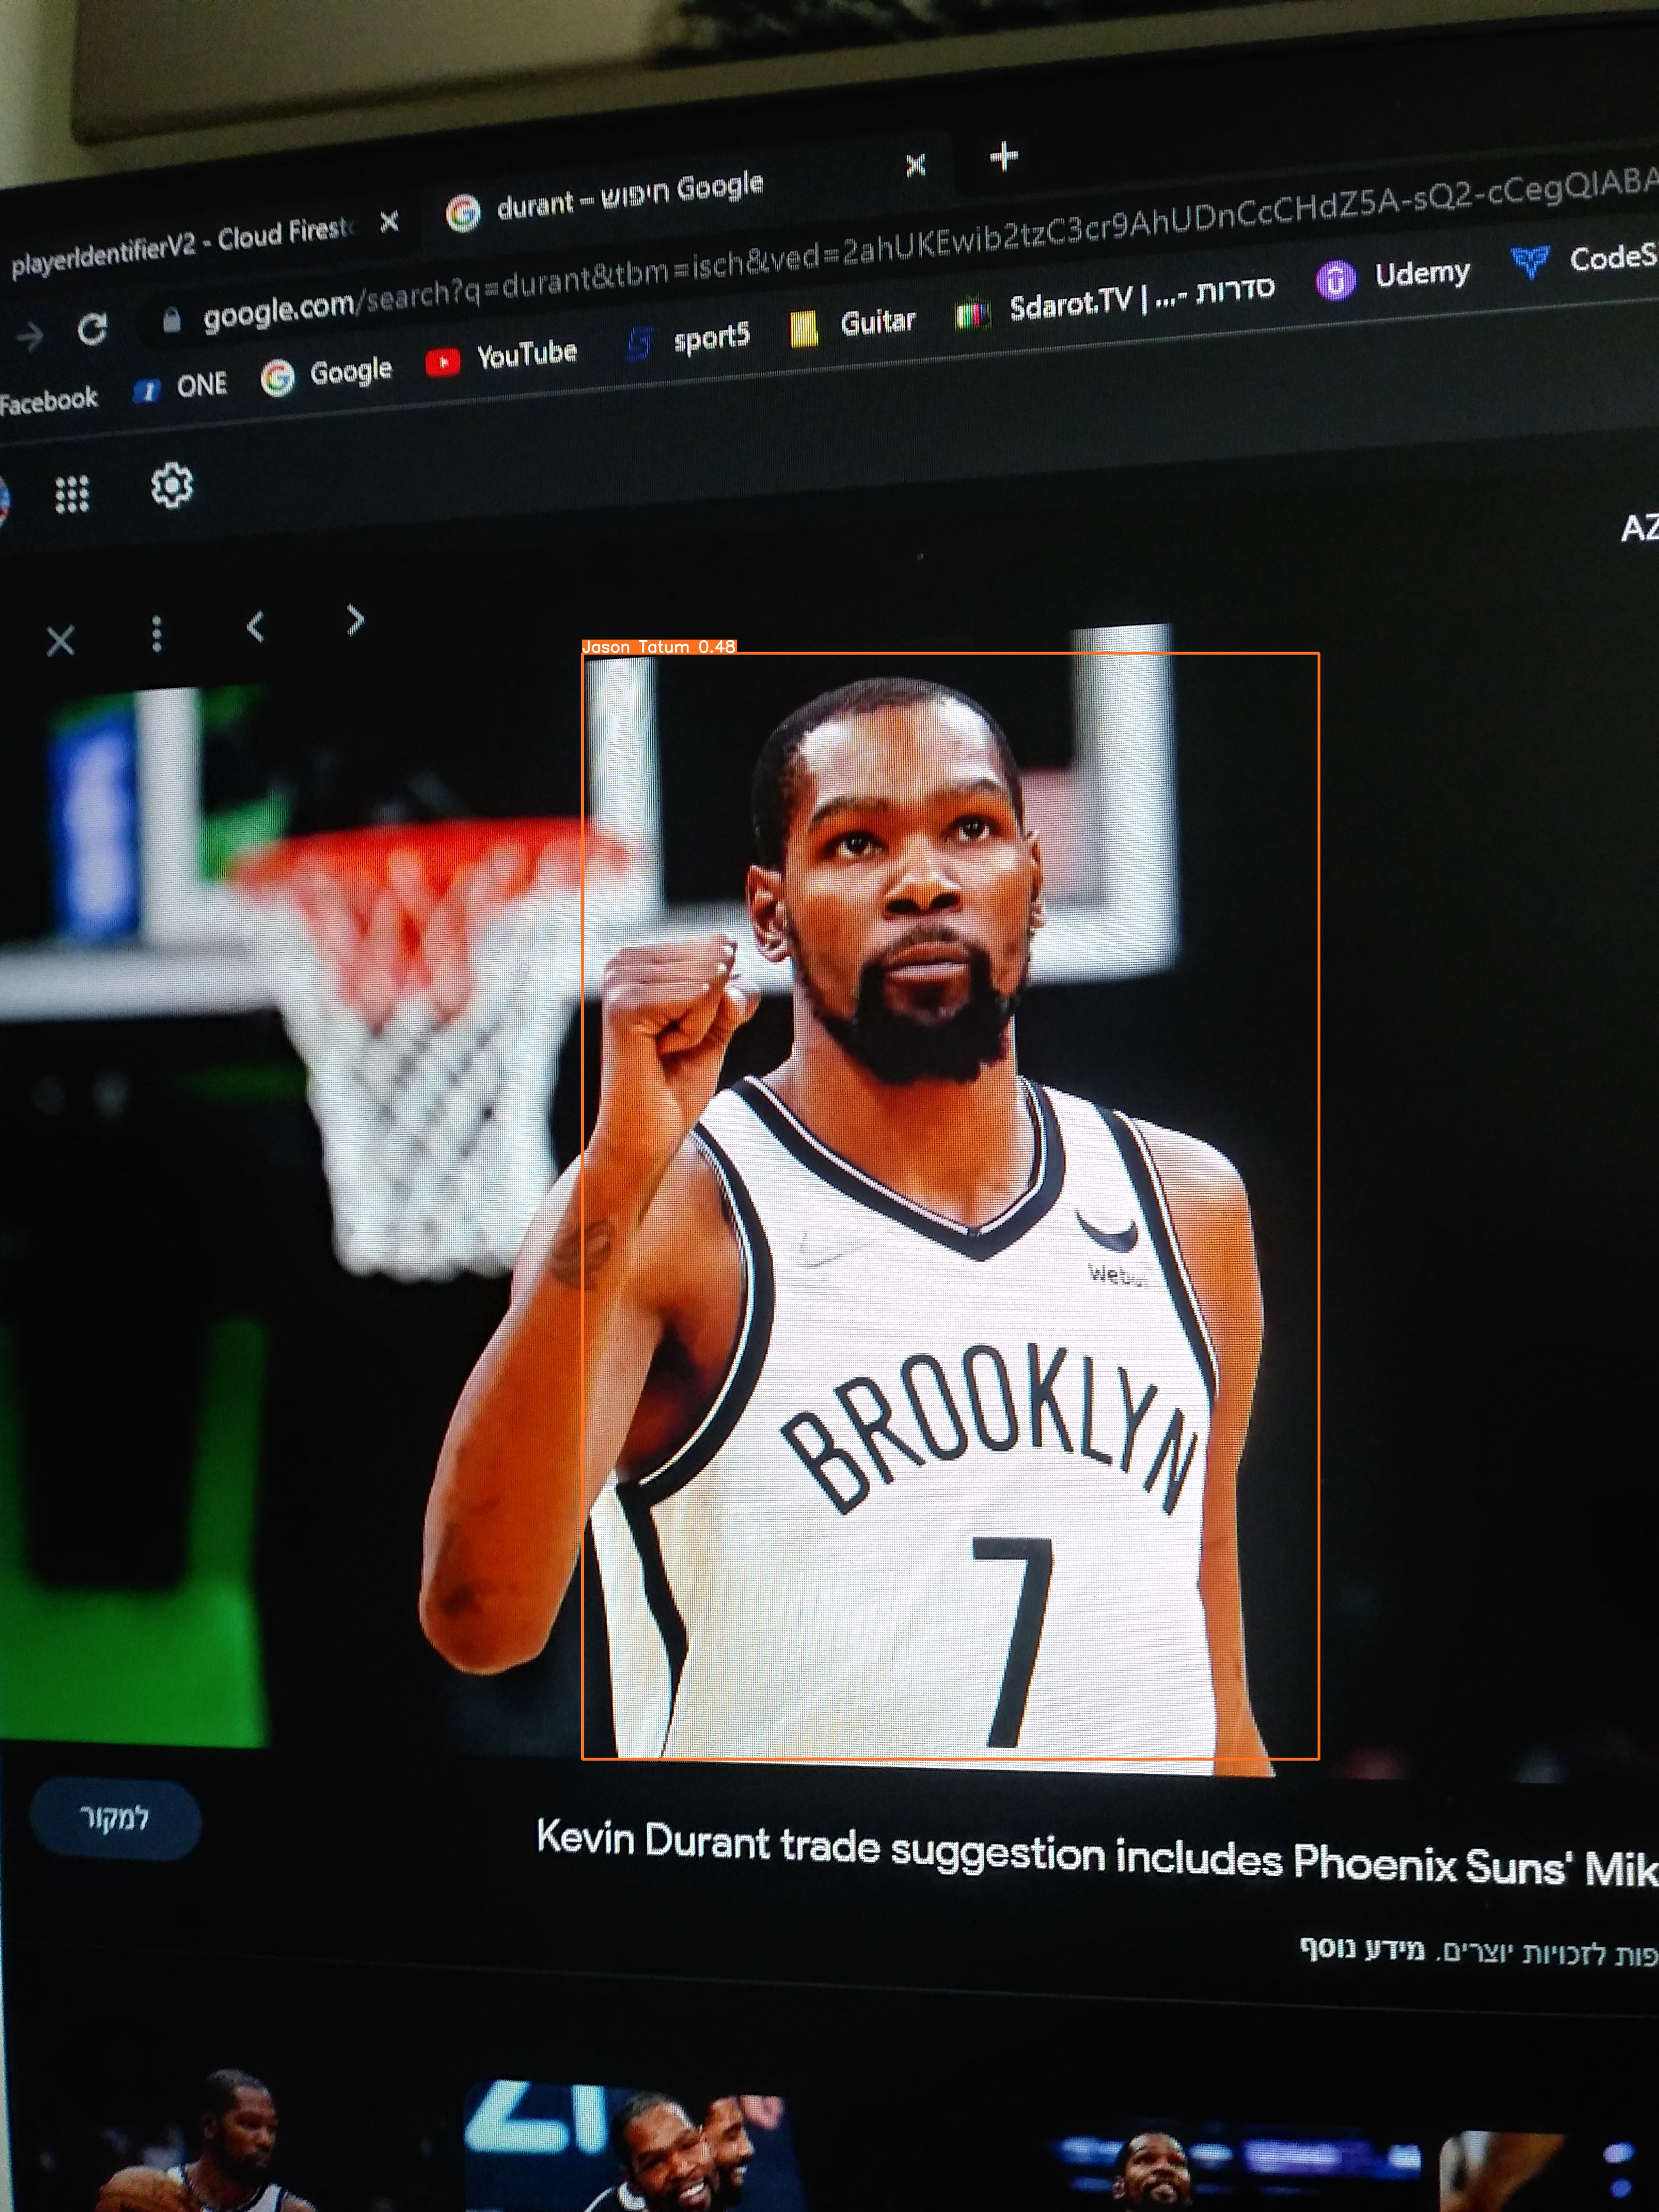 playerIdentifierV2 - Cloud Firest
durant – חיפוש Google
google.com/search?q=durant&tbm=isch&ved=2ahUKEwib2tzC3cr9AhUDnCcCHdZ5A-sQ2-cCegQIABA
Facebook
ONE
Google
YouTube
sport5
Guitar
Sdarot.TV | ...- סדרות
Udemy
CodeS
AZ
Jason Tatum 0.48
BROOKLYN
7
למקור
Kevin Durant trade suggestion includes Phoenix Suns' Mik
פות לזכויות יוצרים. מידע נוסף